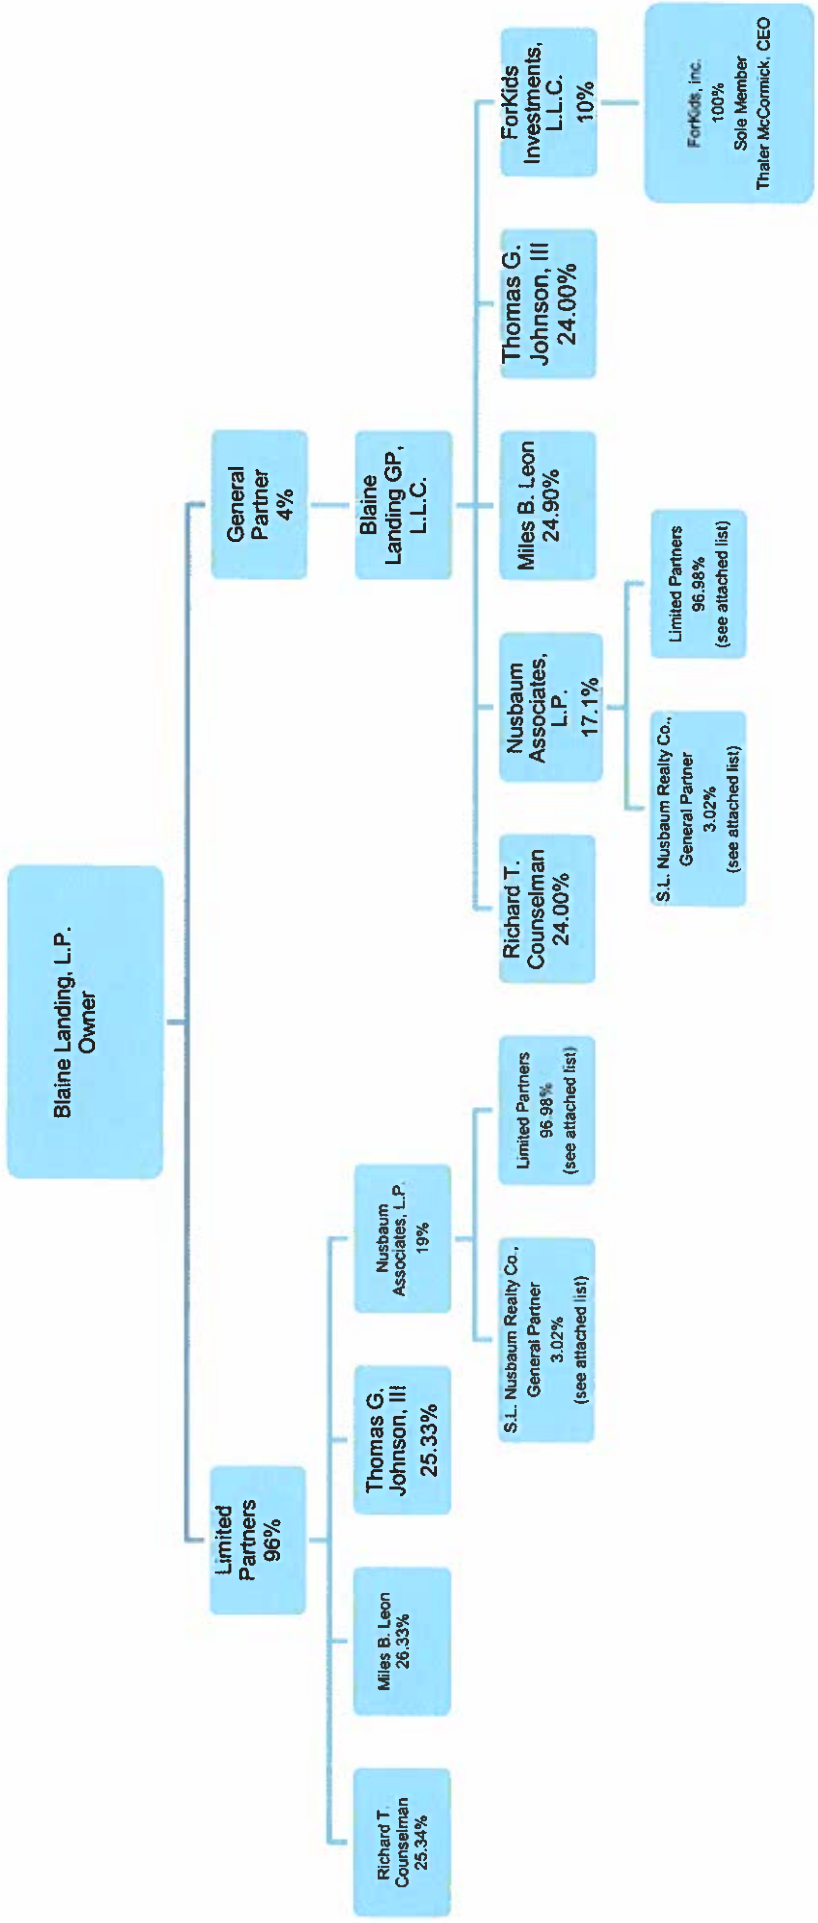 Blaine Landing, L.P.
Owner
Limited
Partners
96%
General
Partner
4%
Richard T.
Counselman
25.34%
Miles B. Leon
26.33%
Thomas G.
Johnson, III
25.33%
Nusbaum
Associates, L.P.
19%
Blaine
Landing GP,
L.L.C.
S.L. Nusbaum Realty Co.,
General Partner
3.02%
(see attached list)
Limited Partners
96.98%
(see attached list)
Richard T.
Counselman
24.00%
Nusbaum
Associates,
L.P.
17.1%
Miles B. Leon
24.90%
Thomas G.
Johnson, III
24.00%
ForKids
Investments,
L.L.C.
10%
S.L. Nusbaum Realty Co.,
General Partner
3.02%
(see attached list)
Limited Partners
96.98%
(see attached list)
ForKids, inc.
100%
Sole Member
Thaler McCormick, CEO